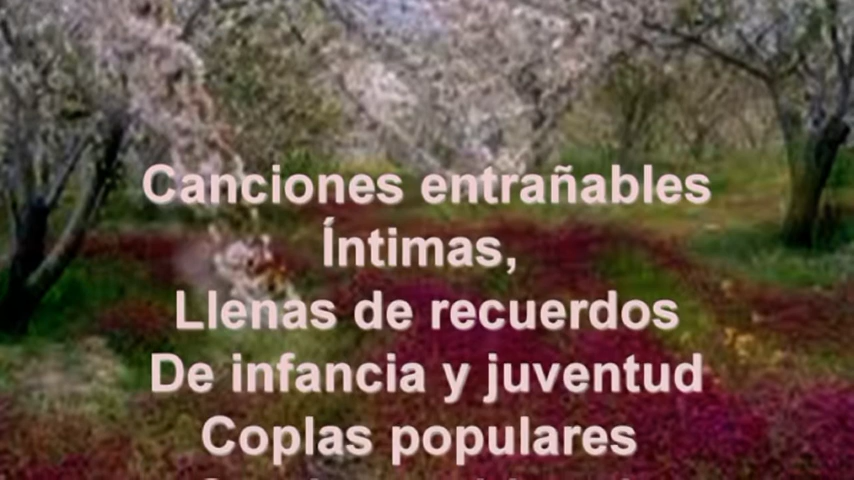 Canciones entrañables
Íntimas,
Llenas de recuerdos
De infancia y juventud
Coplas populares